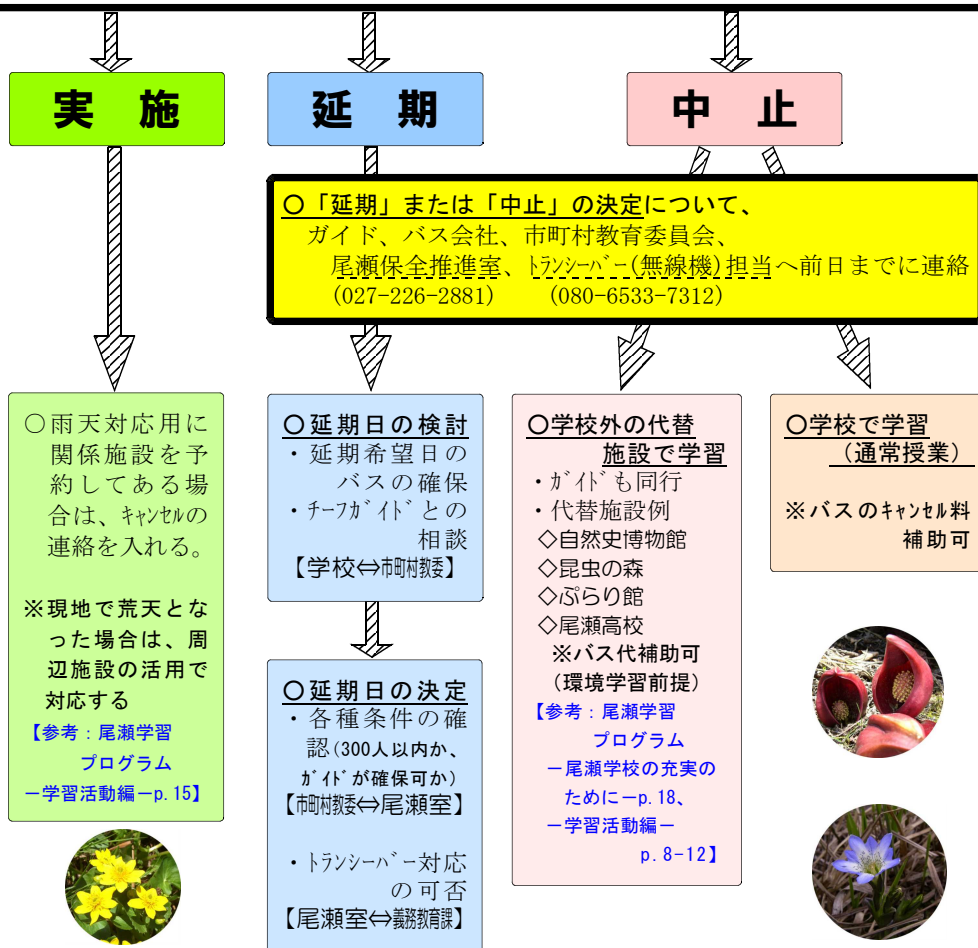 実 施
延 期
中 止
○「延期」または「中止」の決定について、
ガイド、バス会社、市町村教育委員会、
尾瀬保全推進室、ﾄﾗﾝｼｰﾊﾞｰ(無線機)担当へ前日までに連絡
(027-226-2881) (080-6533-7312)
○雨天対応用に
関係施設を予
約してある場
合は、ｷｬﾝｾﾙの
連絡を入れる。
※現地で荒天とな
った場合は、周
辺施設の活用で
対応する
【参考：尾瀬学習
プログラム
－学習活動編－p.15】
○延期日の検討
・延期希望日の
バスの確保
・ﾁｰﾌｶﾞｲﾄﾞとの
相談
【学校⇔市町村教委】
○延期日の決定
・各種条件の確
認(300人以内か、
ｶﾞｲﾄﾞが確保可か)
【市町村教委⇔尾瀬室】
・ﾄﾗﾝｼｰﾊﾞｰ対応
の可否
【尾瀬室⇔義務教育課】
○学校外の代替
施設で学習
・ｶﾞｲﾄﾞも同行
・代替施設例
◇自然史博物館
◇昆虫の森
◇ぷらり館
◇尾瀬高校
※バス代補助可
(環境学習前提)
【参考：尾瀬学習
プログラム
－尾瀬学校の充実の
ために－p.18、
－学習活動編－
p.8-12】
○学校で学習
(通常授業)
※バスのｷｬﾝｾﾙ料
補助可